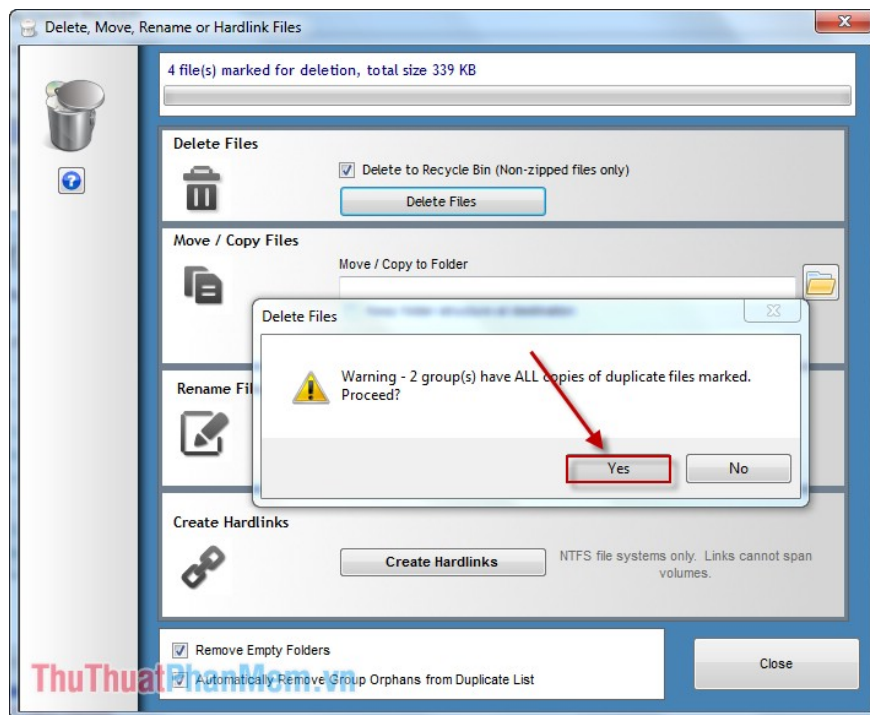 Delete, Move, Rename or Hardlink Files
4 file(s) marked for deletion, total size 339 KB
Delete Files
Delete to Recycle Bin (Non-zipped files only)
Delete Files
Move / Copy Files
Move / Copy to Folder
Delete Files
Warning - 2 group(s) have ALL copies of duplicate files marked.
Proceed?
Yes
No
Rename Fil
Create Hardlinks
Create Hardlinks
NTFS file systems only. Links cannot span
volumes.
Remove Empty Folders
Automatically Remove Group Orphans from Duplicate List
Close
ThuThuatPhanMem.vn